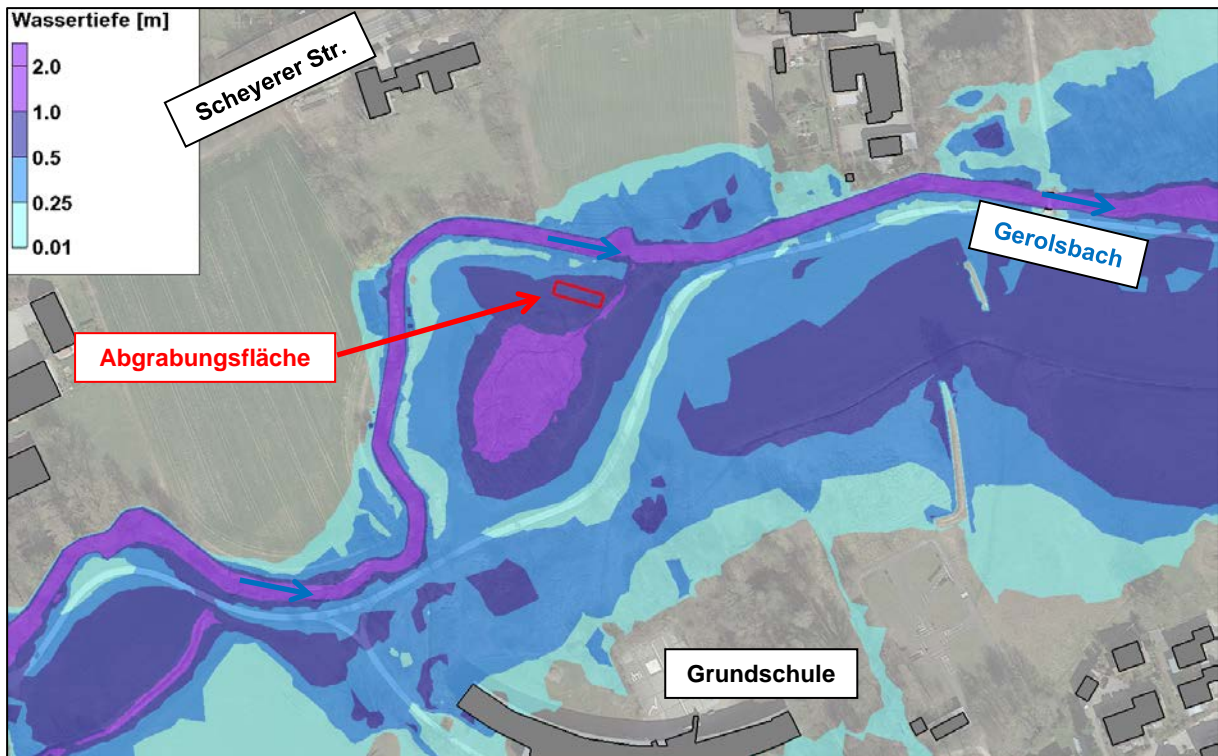 Wassertiefe [m]
2.0
1.0
0.5
0.25
0.01
Scheyerer Str.
Gerolsbach
Abgrabungsfläche
Grundschule